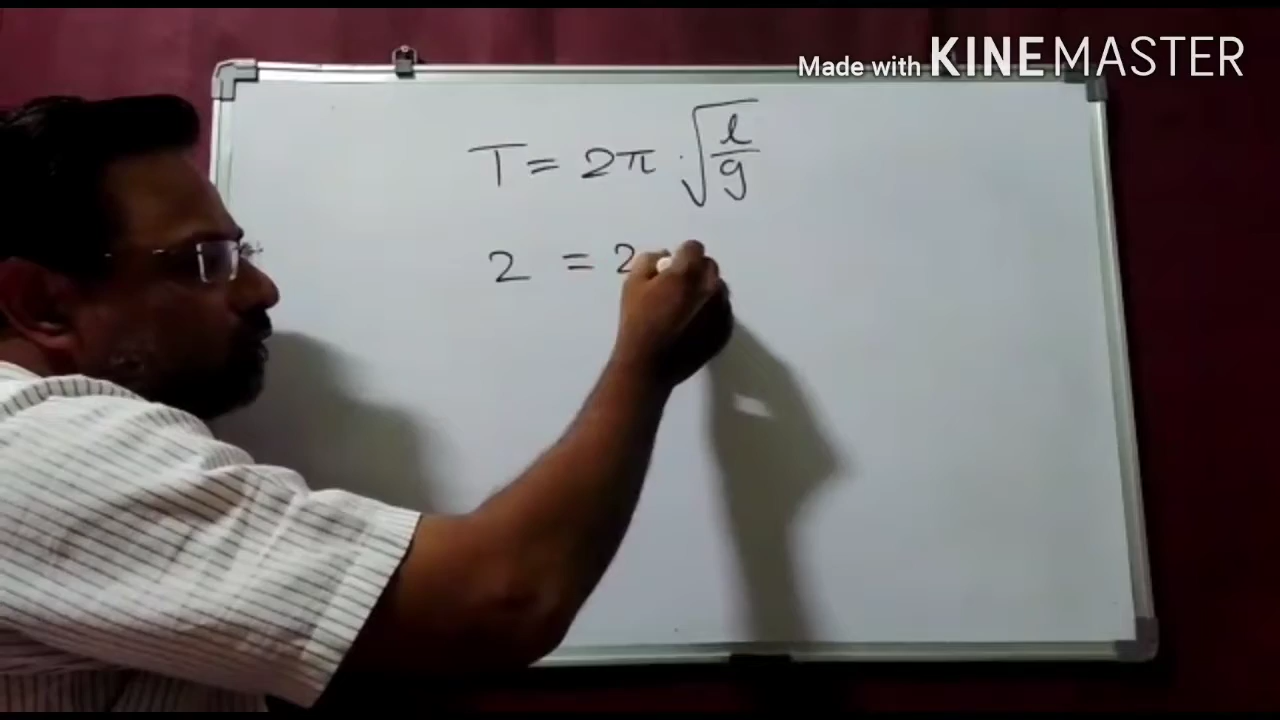 Made with KINEMASTER
T = 2π √l/g
2 = 2